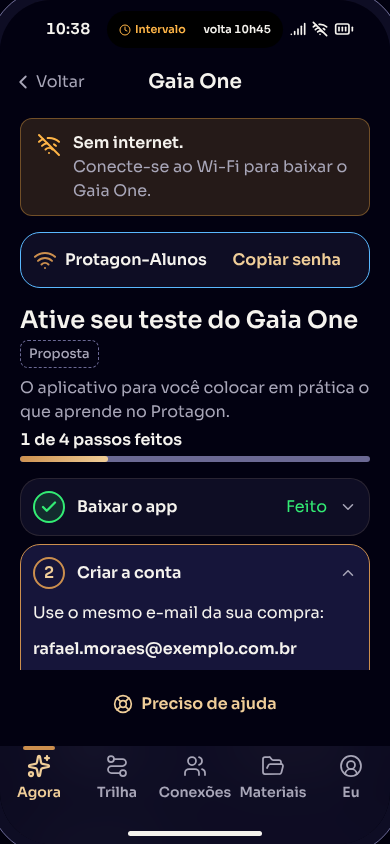 10:38
Intervalo volta 10h45
Voltar
Gaia One
Sem internet.
Conecte-se ao Wi-Fi para baixar o
Gaia One.
Protagon-Alunos
Copiar senha
Ative seu teste do Gaia One
Proposta
O aplicativo para você colocar em prática o
que aprende no Protagon.
1 de 4 passos feitos
Baixar o app
Feito
2
Criar a conta
Use o mesmo e-mail da sua compra:
rafael.moraes@exemplo.com.br
Preciso de ajuda
Agora
Trilha
Conexões
Materiais
Eu